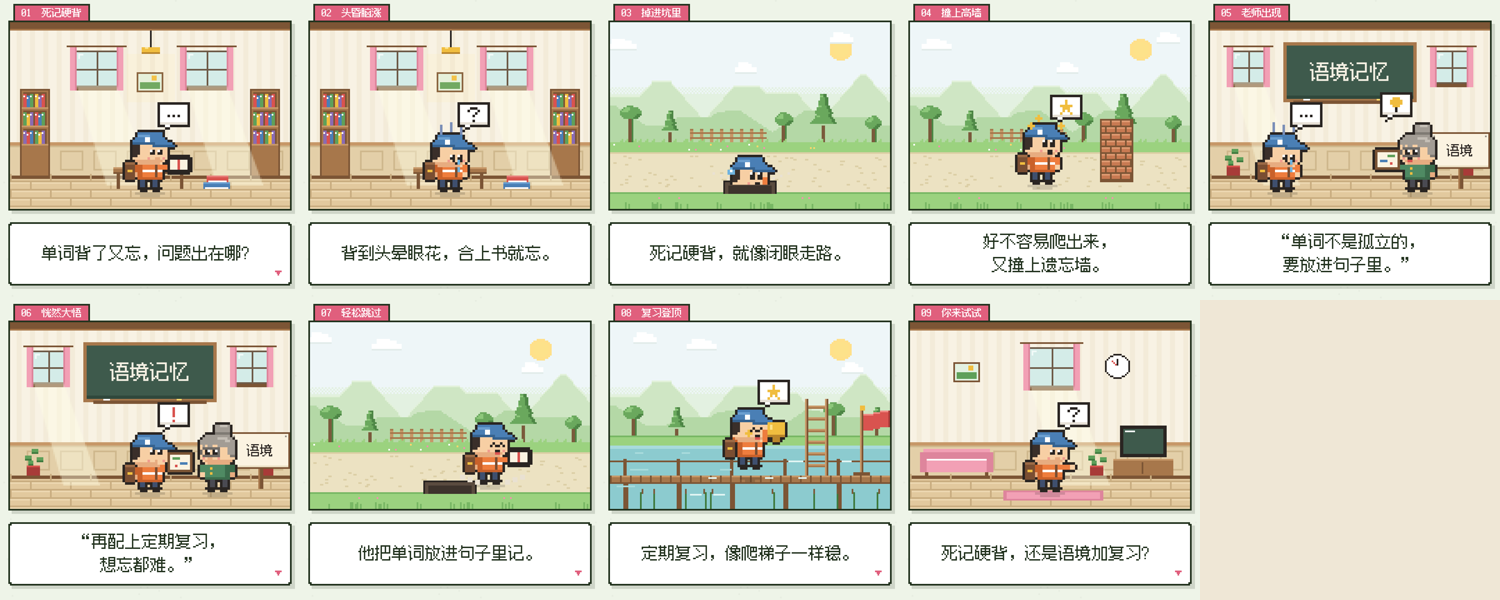 01 死记硬背
...
单词背了又忘，问题出在哪？
02 头昏脑涨
?
背到头晕眼花，合上书就忘。
03 掉进坑里
死记硬背，就像闭眼走路。
04 撞上高墙
好不容易爬出来，
又撞上遗忘墙。
05 老师出现
语境记忆
...
语境
“单词不是孤立的，
要放进句子里。”
06 恍然大悟
语境记忆
!
语境
“再配上定期复习，
想忘都难。”
07 轻松跳过
他把单词放进句子里记。
08 复习登顶
定期复习，像爬梯子一样稳。
09 你来试试
?
死记硬背，还是语境加复习？